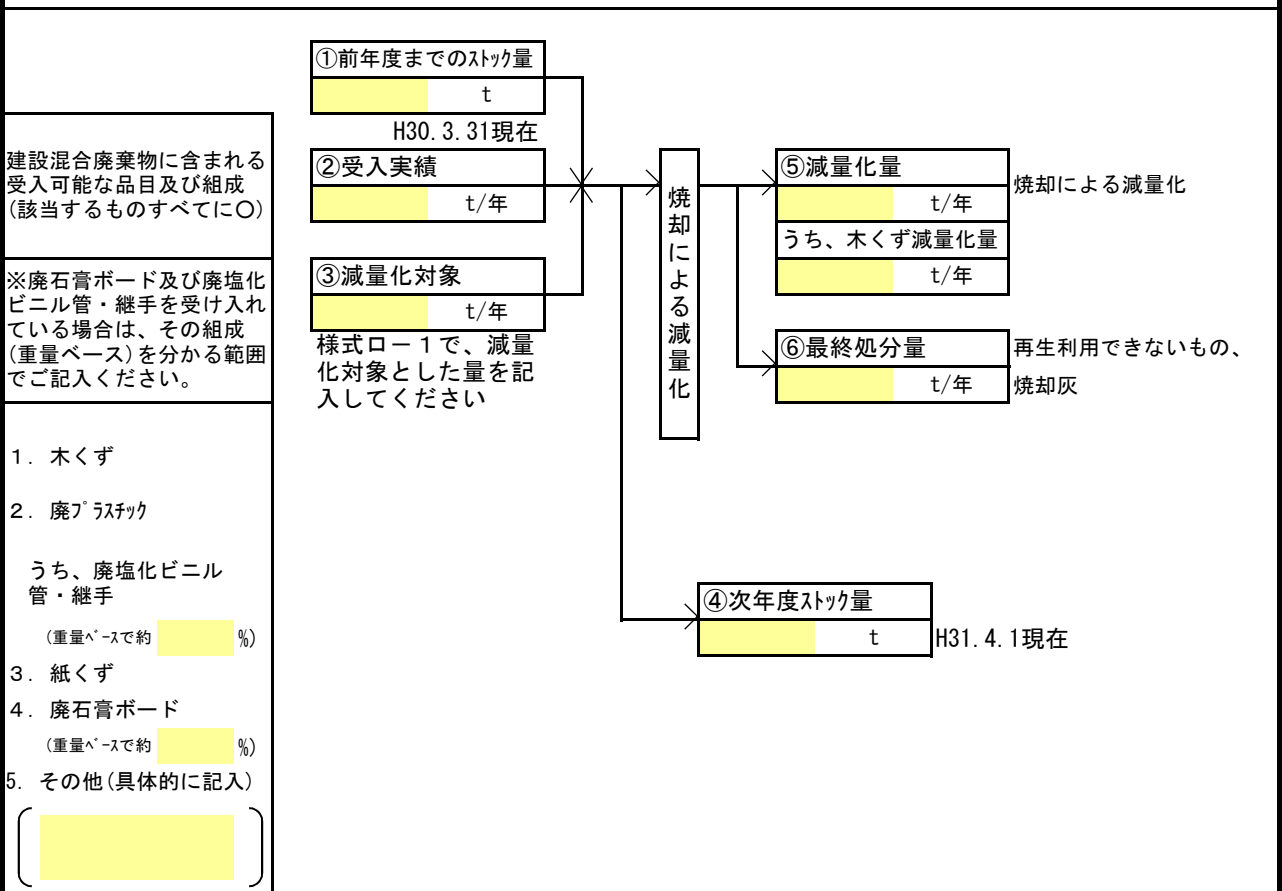 建設混合廃棄物に含まれる
受入可能な品目及び組成
(該当するものすべてに○)
※廃石膏ボード及び廃塩化
ビニル管・継手を受け入れ
ている場合は、その組成
(重量ベース)を分かる範囲
でご記入ください。
1. 木くず
2. 廃ﾌﾟﾗｽﾁｯｸ
うち、廃塩化ビニル
管・継手
(重量ﾍﾞｰｽで約 %)
3. 紙くず
4. 廃石膏ボード
(重量ﾍﾞｰｽで約 %)
5. その他(具体的に記入)
①前年度までのｽﾄｯｸ量
t
H30.3.31現在
②受入実績
t/年
③減量化対象
t/年
様式ロー1で、減量
化対象とした量を記
入してください
焼却による減量化
⑤減量化量
t/年
うち、木くず減量化量
t/年
焼却による減量化
⑥最終処分量
t/年
再生利用できないもの、
焼却灰
④次年度ｽﾄｯｸ量
t
H31.4.1現在